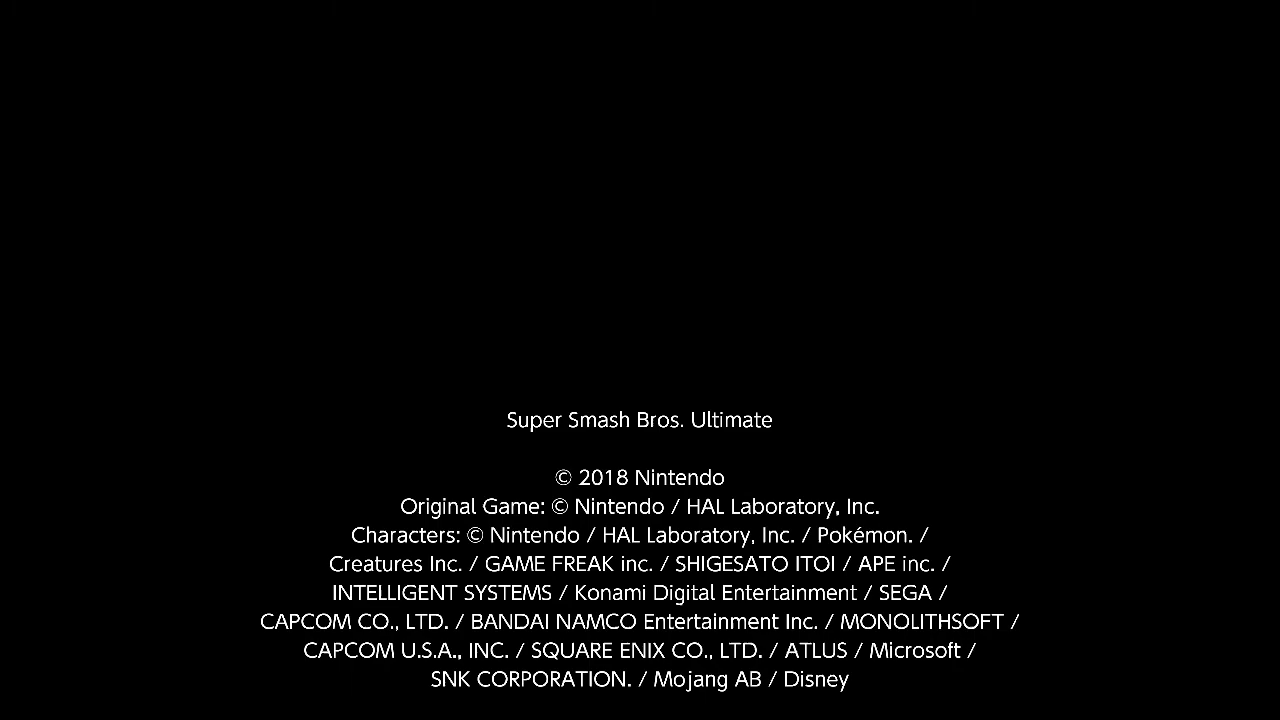 Super Smash Bros. Ultimate
© 2018 Nintendo
Original Game: © Nintendo / HAL Laboratory, Inc.
Characters: © Nintendo / HAL Laboratory, Inc. / Pokémon. /
Creatures Inc. / GAME FREAK inc. / SHIGESATO ITOI / APE inc. /
INTELLIGENT SYSTEMS / Konami Digital Entertainment / SEGA /
CAPCOM CO., LTD. / BANDAI NAMCO Entertainment Inc. / MONOLITHSOFT /
CAPCOM U.S.A., INC. / SQUARE ENIX CO., LTD. / ATLUS / Microsoft /
SNK CORPORATION. / Mojang AB / Disney